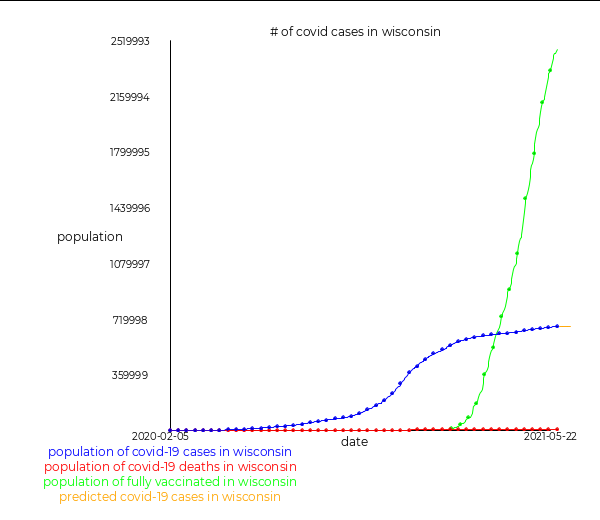 # of covid cases in wisconsin
2519993
2159994
1799995
1439996
population
1079997
719998
359999
2020-02-05
date
2021-05-22
population of covid-19 cases in wisconsin
population of covid-19 deaths in wisconsin
population of fully vaccinated in wisconsin
predicted covid-19 cases in wisconsin